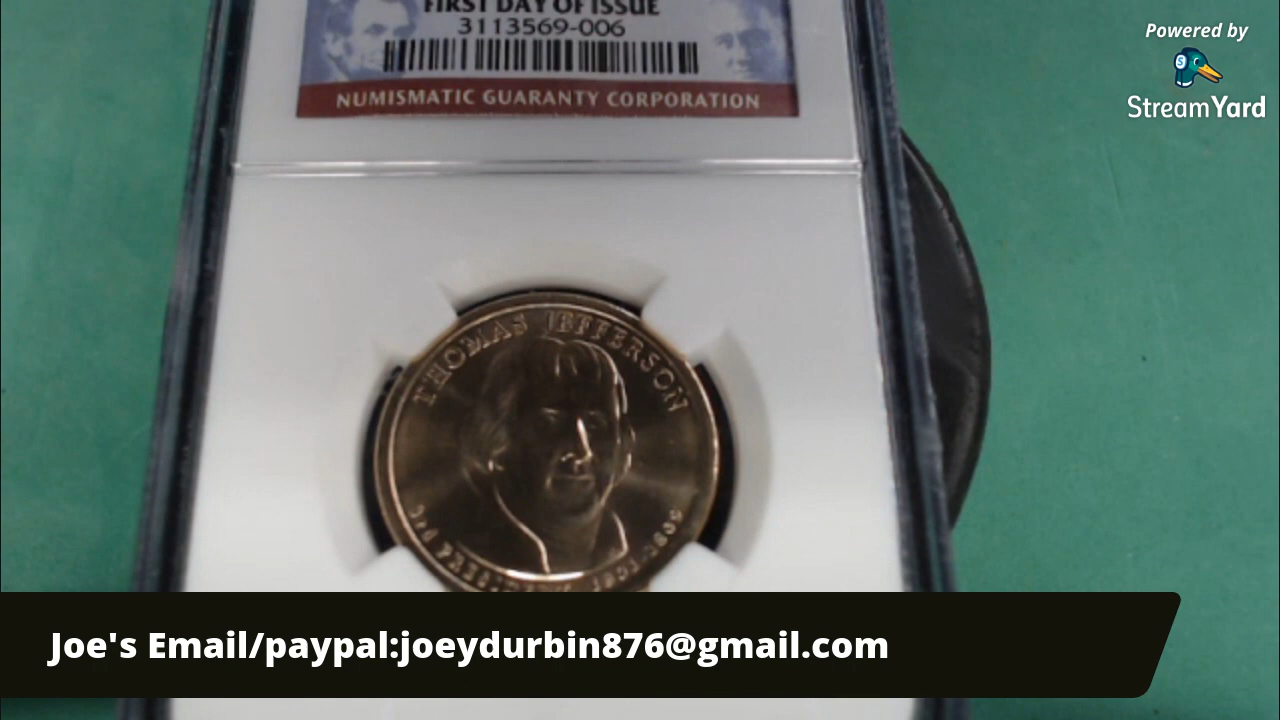 Powered by
StreamYard
FIRST DAY OF ISSUE
3113569-006
NUMISMATIC GUARANTY CORPORATION
THOMAS JEFFERSON
Joe's Email/paypal:joeydurbin876@gmail.com